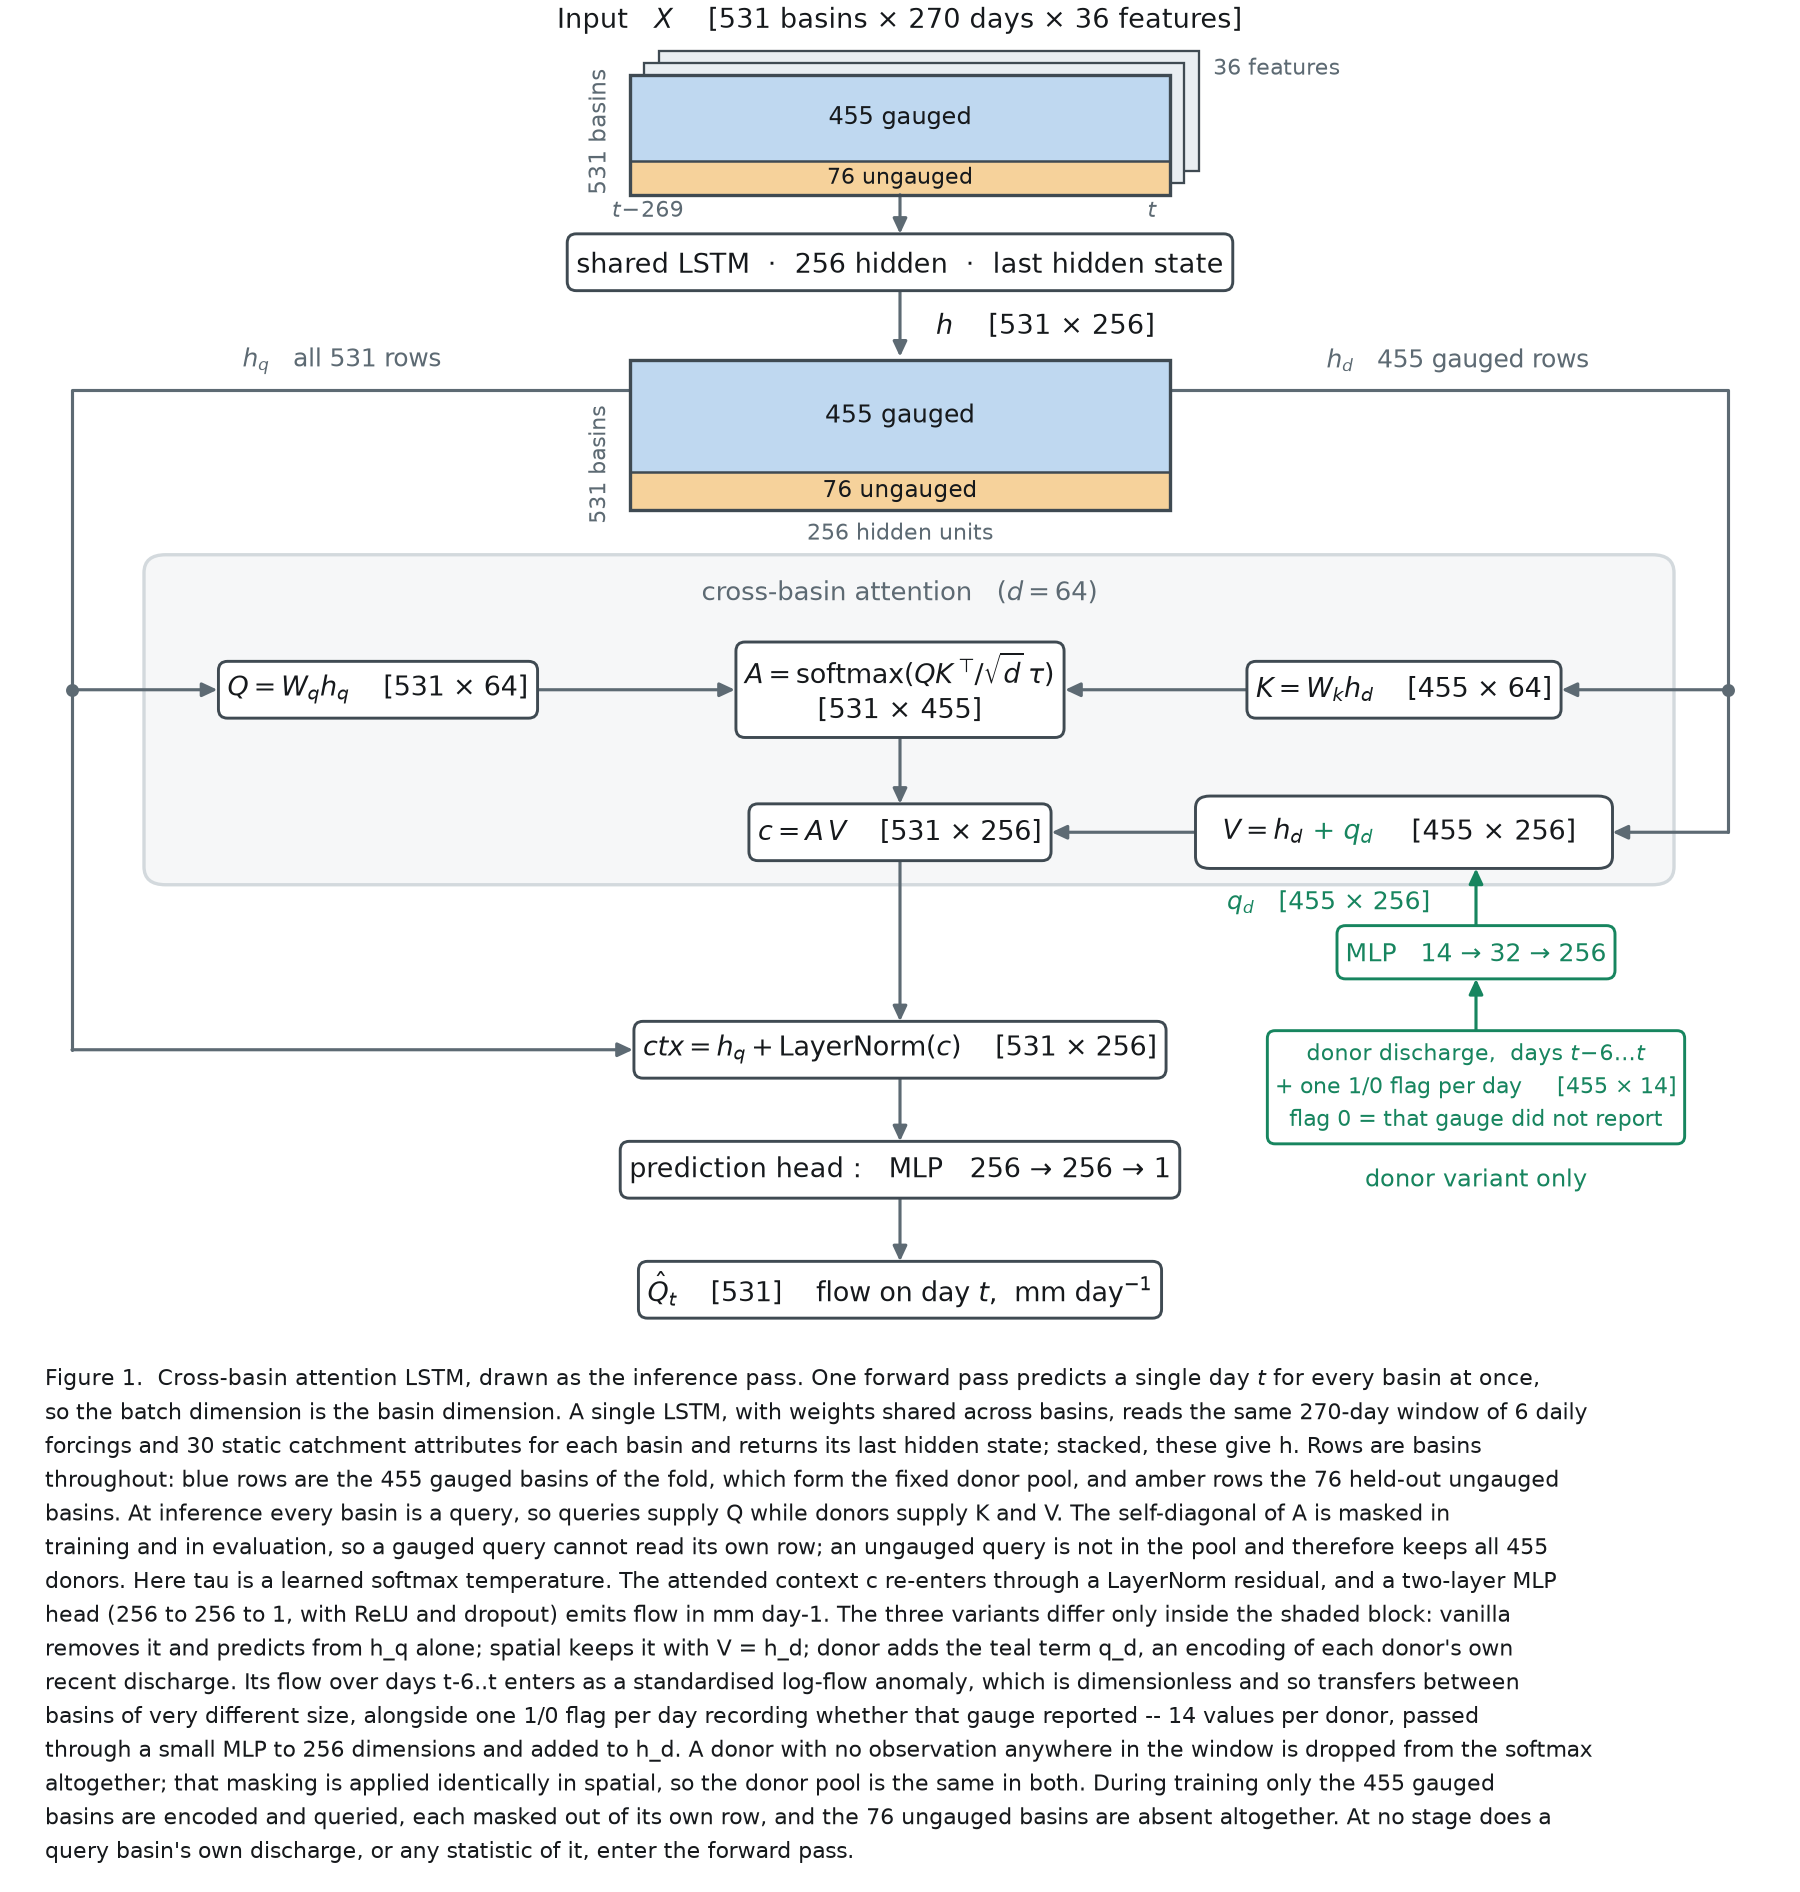 Input X [531 basins × 270 days × 36 features]
36 features
531 basins
455 gauged
76 ungauged
t−269
t
shared LSTM · 256 hidden · last hidden state
h [531 × 256]
h_q all 531 rows
h_d 455 gauged rows
531 basins
455 gauged
76 ungauged
256 hidden units
cross-basin attention (d = 64)
Q = W_q h_q [531 × 64]
A = softmax(QK⊤/√d τ)
[531 × 455]
K = W_k h_d [455 × 64]
c = A V [531 × 256]
V = h_d + q_d [455 × 256]
q_d [455 × 256]
MLP 14 → 32 → 256
donor discharge, days t−6…t
+ one 1/0 flag per day [455 × 14]
flag 0 = that gauge did not report
donor variant only
ctx = h_q + LayerNorm(c) [531 × 256]
prediction head : MLP 256 → 256 → 1
Q̂_t [531] flow on day t, mm day⁻¹
Figure 1. Cross-basin attention LSTM, drawn as the inference pass. One forward pass predicts a single day t for every basin at once,
so the batch dimension is the basin dimension. A single LSTM, with weights shared across basins, reads the same 270-day window of 6 daily
forcings and 30 static catchment attributes for each basin and returns its last hidden state; stacked, these give h. Rows are basins
throughout: blue rows are the 455 gauged basins of the fold, which form the fixed donor pool, and amber rows the 76 held-out ungauged
basins. At inference every basin is a query, so queries supply Q while donors supply K and V. The self-diagonal of A is masked in
training and in evaluation, so a gauged query cannot read its own row; an ungauged query is not in the pool and therefore keeps all 455
donors. Here tau is a learned softmax temperature. The attended context c re-enters through a LayerNorm residual, and a two-layer MLP
head (256 to 256 to 1, with ReLU and dropout) emits flow in mm day-1. The three variants differ only inside the shaded block: vanilla
removes it and predicts from h_q alone; spatial keeps it with V = h_d; donor adds the teal term q_d, an encoding of each donor's own
recent discharge. Its flow over days t-6..t enters as a standardised log-flow anomaly, which is dimensionless and so transfers between
basins of very different size, alongside one 1/0 flag per day recording whether that gauge reported -- 14 values per donor, passed
through a small MLP to 256 dimensions and added to h_d. A donor with no observation anywhere in the window is dropped from the softmax
altogether; that masking is applied identically in spatial, so the donor pool is the same in both. During training only the 455 gauged
basins are encoded and queried, each masked out of its own row, and the 76 ungauged basins are absent altogether. At no stage does a
query basin's own discharge, or any statistic of it, enter the forward pass.